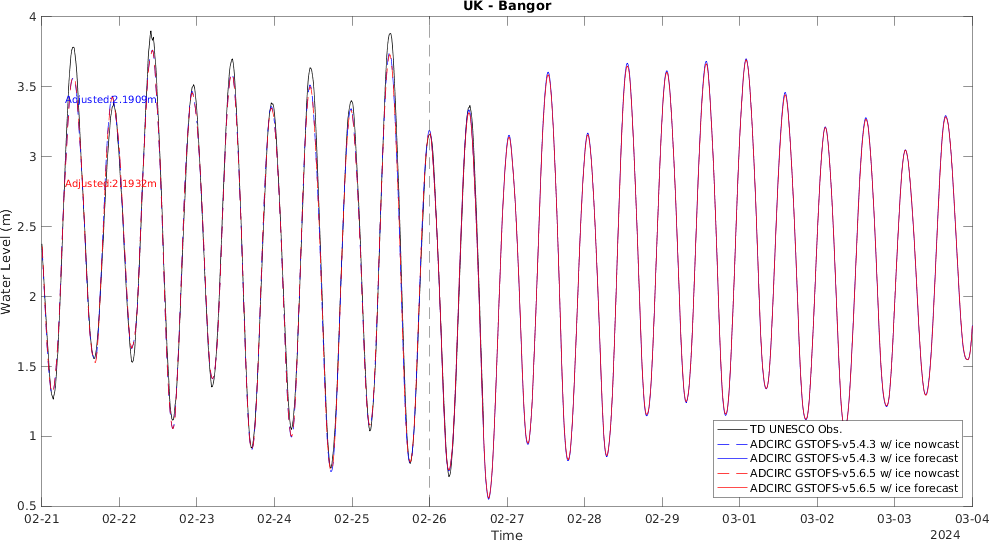 UK - Bangor
4
3.5
3
2.5
2
1.5
1
0.5
Water Level (m)
Adjusted:2.1909m
Adjusted:2.1932m
TD UNESCO Obs.
ADCIRC GSTOFS-v5.4.3 w/ ice nowcast
ADCIRC GSTOFS-v5.4.3 w/ ice forecast
ADCIRC GSTOFS-v5.6.5 w/ ice nowcast
ADCIRC GSTOFS-v5.6.5 w/ ice forecast
02-21 02-22 02-23 02-24 02-25 02-26 02-27 02-28 02-29 03-01 03-02 03-03 03-04
Time
2024